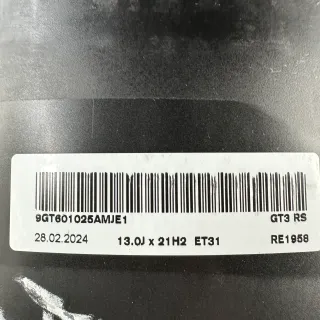 9GT601025AMJE1 GT3 RS
28.02.2024 13.0J x 21H2 ET31 RE1958